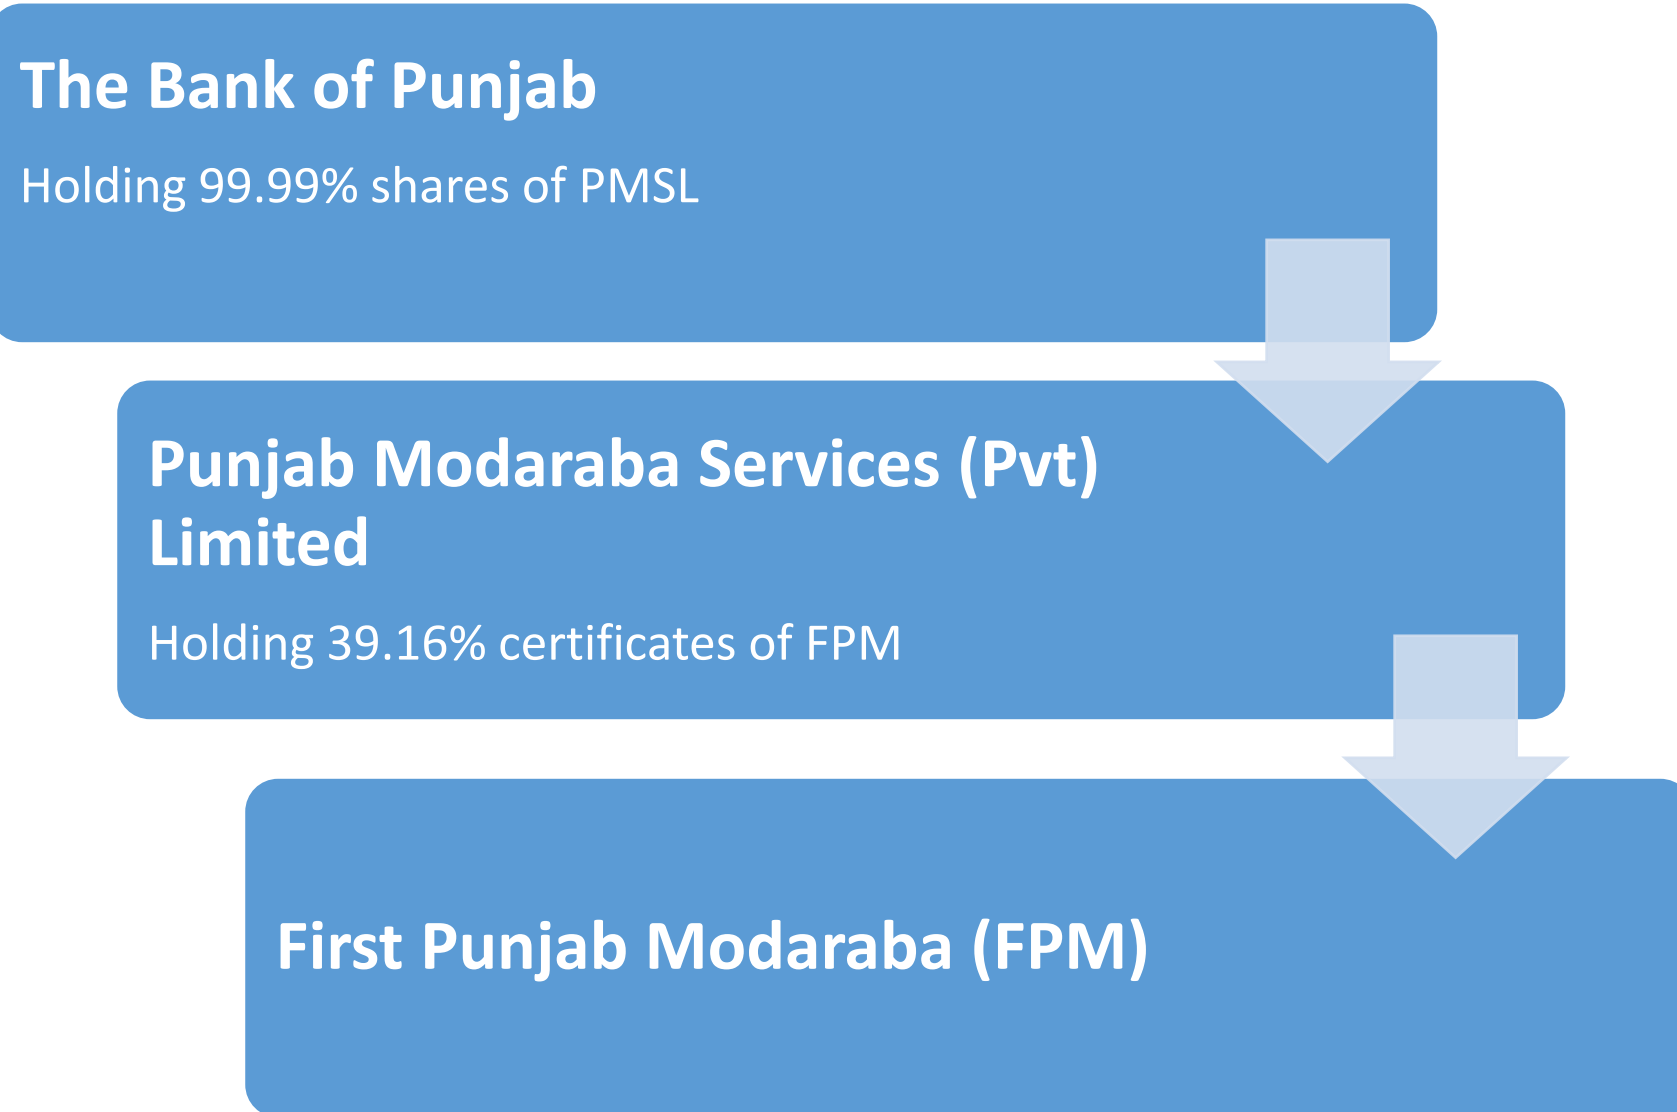 The Bank of Punjab
Holding 99.99% shares of PMSL
Punjab Modaraba Services (Pvt)
Limited
Holding 39.16% certificates of FPM
First Punjab Modaraba (FPM)